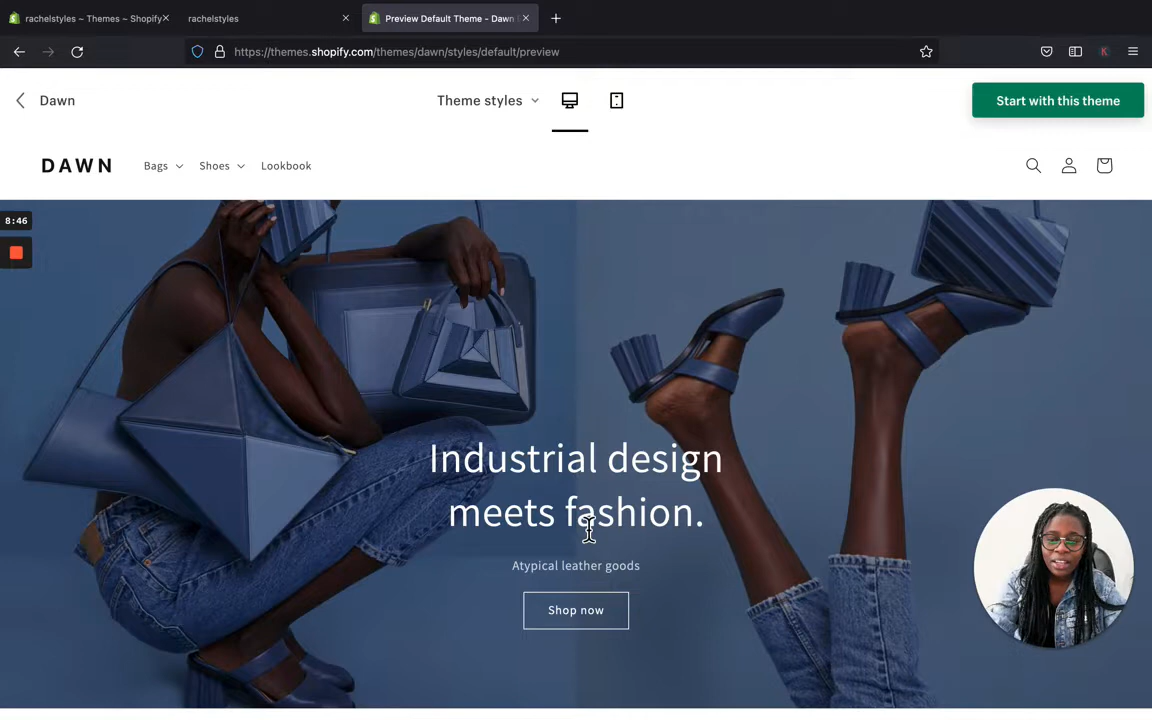 rachelstyles ~ Themes ~ Shopify
rachelstyles
Preview Default Theme - Dawn
https://themes.shopify.com/themes/dawn/styles/default/preview
K
Dawn
Theme styles
Start with this theme
DAWN
Bags
Shoes
Lookbook
8:46
Industrial design
meets fashion.
Atypical leather goods
Shop now